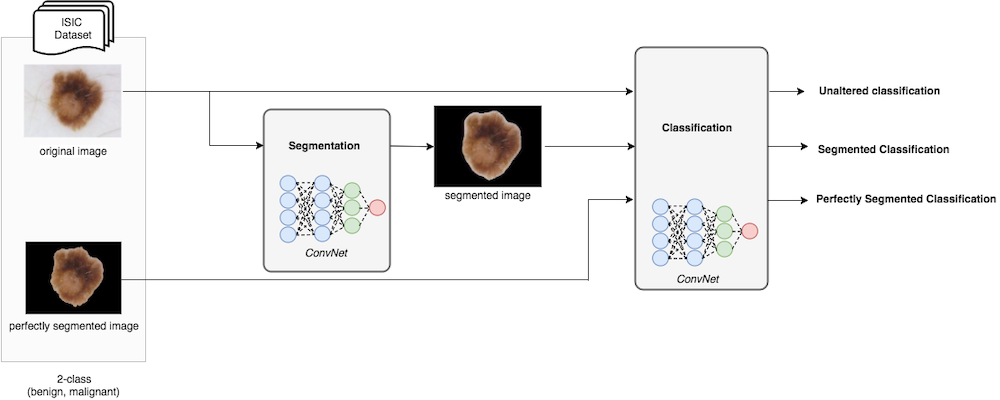 ISIC
Dataset
original image
perfectly segmented image
2-class
(benign, malignant)
Segmentation
ConvNet
segmented image
Classification
ConvNet
Unaltered classification
Segmented Classification
Perfectly Segmented Classification